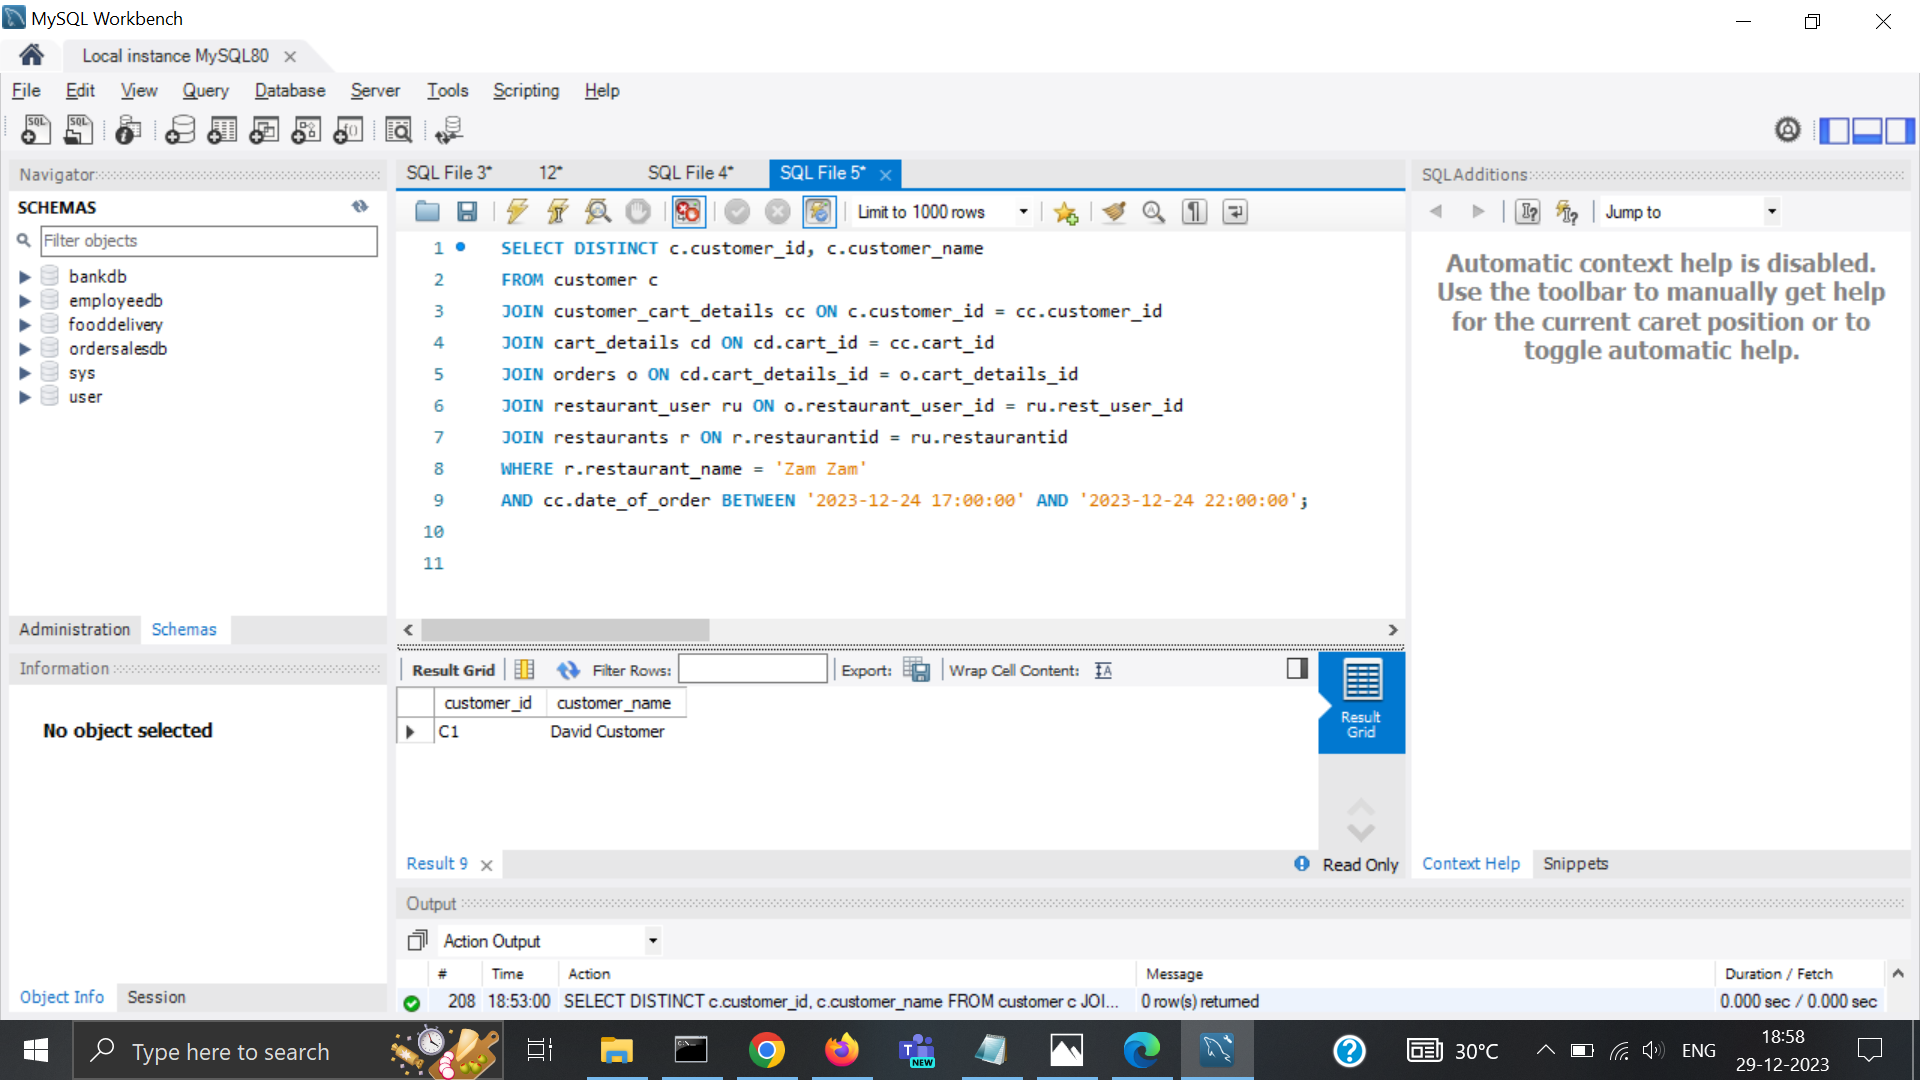 MySQL Workbench
Local instance MySQL80
File Edit View Query Database Server Tools Scripting Help
SQL SQL
Navigator
SCHEMAS
Filter objects
bankdb
employeedb
fooddelivery
ordersalesdb
sys
user
Administration Schemas
Information
No object selected
Object Info Session
SQL File 3* 12* SQL File 4* SQL File 5*
Limit to 1000 rows
1 SELECT DISTINCT c.customer_id, c.customer_name
2 FROM customer c
3 JOIN customer_cart_details cc ON c.customer_id = cc.customer_id
4 JOIN cart_details cd ON cd.cart_id = cc.cart_id
5 JOIN orders o ON cd.cart_details_id = o.cart_details_id
6 JOIN restaurant_user ru ON o.restaurant_user_id = ru.rest_user_id
7 JOIN restaurants r ON r.restaurantid = ru.restaurantid
8 WHERE r.restaurant_name = 'Zam Zam'
9 AND cc.date_of_order BETWEEN '2023-12-24 17:00:00' AND '2023-12-24 22:00:00';
10
11
Result Grid Filter Rows: Export: Wrap Cell Content:
customer_id customer_name
C1 David Customer
Result
Grid
Result 9 Read Only
SQLAdditions
Jump to
Automatic context help is disabled.
Use the toolbar to manually get help
for the current caret position or to
toggle automatic help.
Context Help Snippets
Output
Action Output
# Time Action Message Duration / Fetch
208 18:53:00 SELECT DISTINCT c.customer_id, c.customer_name FROM customer c JOI... 0 row(s) returned 0.000 sec / 0.000 sec
Type here to search
NEW
30°C
ENG
18:58
29-12-2023